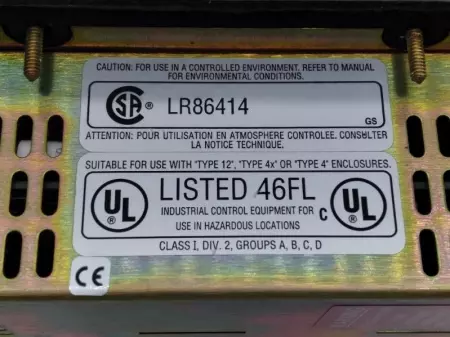 CAUTION: FOR USE IN A CONTROLLED ENVIRONMENT. REFER TO MANUAL
FOR ENVIRONMENTAL CONDITIONS.
CSA ® LR86414
GS
ATTENTION: POUR UTILISATION EN ATMOSPHERE CONTROLEE. CONSULTER
LA NOTICE TECHNIQUE.
SUITABLE FOR USE WITH "TYPE 12", "TYPE 4x" OR "TYPE 4" ENCLOSURES.
UL ® LISTED 46FL C UL ®
INDUSTRIAL CONTROL EQUIPMENT FOR
USE IN HAZARDOUS LOCATIONS
CLASS I, DIV. 2, GROUPS A, B, C, D
CE